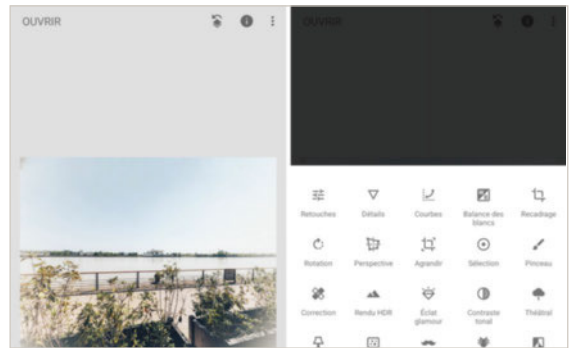 OUVRIR
OUVRIR
Retouches Détails Courbes Balance des blancs Recadrage
Rotation Perspective Agrandir Sélection Pinceau
Correction Rendu HDR Éclat glamour Contraste tonal Théâtral